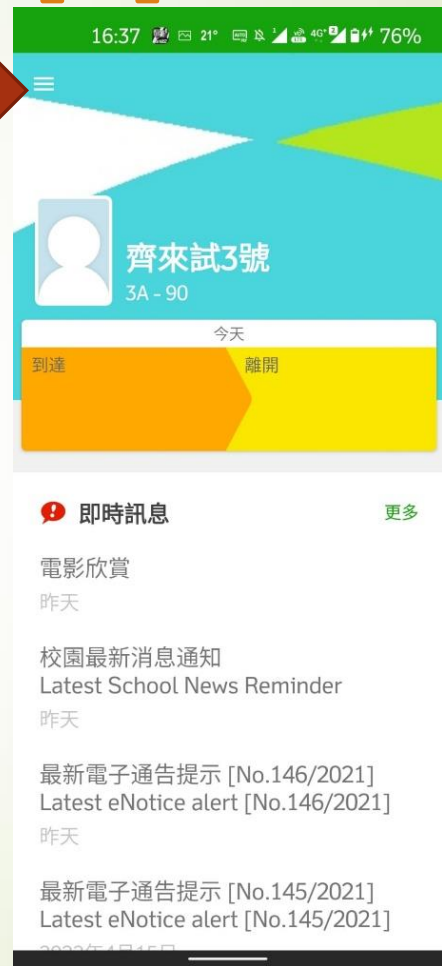 16:37 21° 4G+ 2 76%
齊來試3號
3A - 90
今天
到達 離開
即時訊息 更多
電影欣賞
昨天
校園最新消息通知
Latest School News Reminder
昨天
最新電子通告提示 [No.146/2021]
Latest eNotice alert [No.146/2021]
昨天
最新電子通告提示 [No.145/2021]
Latest eNotice alert [No.145/2021]